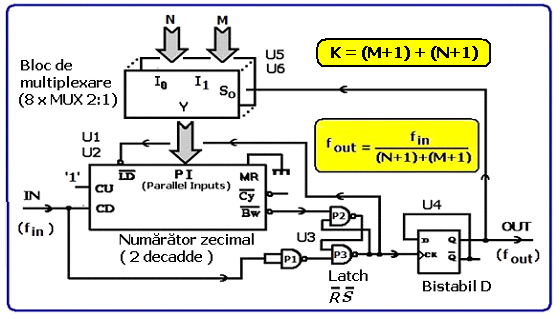 N M
Bloc de
multiplexare
(8 x MUX 2:1)
U5
U6
I0 I1 S0
Y
K = (M+1) + (N+1)
f out = fin / (N+1)+(M+1)
U1
U2
'1'
LD
PI
(Parallel Inputs)
MR
CU
Cy
IN
CD
Bw
(fin)
Numărător zecimal
( 2 decadde )
U3
P2
P1
P3
Latch
R S
U4
D Q
CK Q
OUT
(fout)
Bistabil D